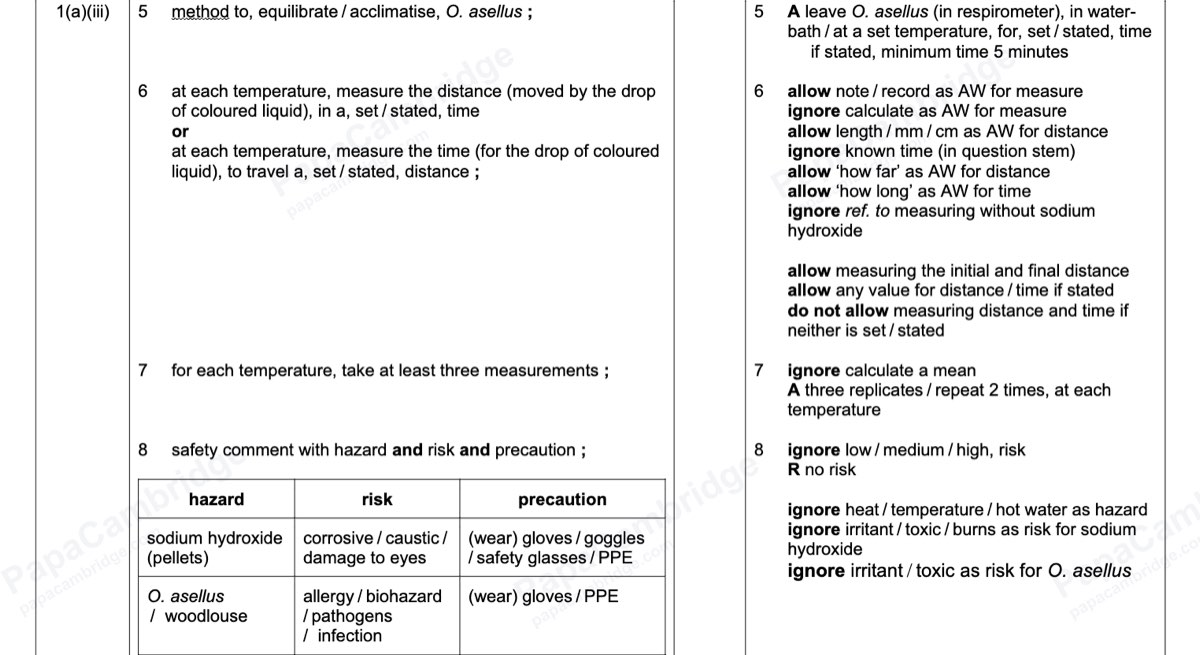 1(a)(iii)
5 method to, equilibrate / acclimatise, O. asellus ;
5 A leave O. asellus (in respirometer), in water-
bath / at a set temperature, for, set / stated, time
if stated, minimum time 5 minutes
6 at each temperature, measure the distance (moved by the drop
of coloured liquid), in a, set / stated, time
or
at each temperature, measure the time (for the drop of coloured
liquid), to travel a, set / stated, distance ;
6 allow note / record as AW for measure
ignore calculate as AW for measure
allow length / mm / cm as AW for distance
ignore known time (in question stem)
allow ‘how far’ as AW for distance
allow ‘how long’ as AW for time
ignore ref. to measuring without sodium
hydroxide
allow measuring the initial and final distance
allow any value for distance / time if stated
do not allow measuring distance and time if
neither is set / stated
7 for each temperature, take at least three measurements ;
7 ignore calculate a mean
A three replicates / repeat 2 times, at each
temperature
8 safety comment with hazard and risk and precaution ;
8 ignore low / medium / high, risk
R no risk
ignore heat / temperature / hot water as hazard
ignore irritant / toxic / burns as risk for sodium
hydroxide
ignore irritant / toxic as risk for O. asellus
hazard
risk
precaution
sodium hydroxide
(pellets)
corrosive / caustic /
damage to eyes
(wear) gloves / goggles
/ safety glasses / PPE
O. asellus
/ woodlouse
allergy / biohazard
/ pathogens
/ infection
(wear) gloves / PPE
PapaCambridge
papacambridge.com